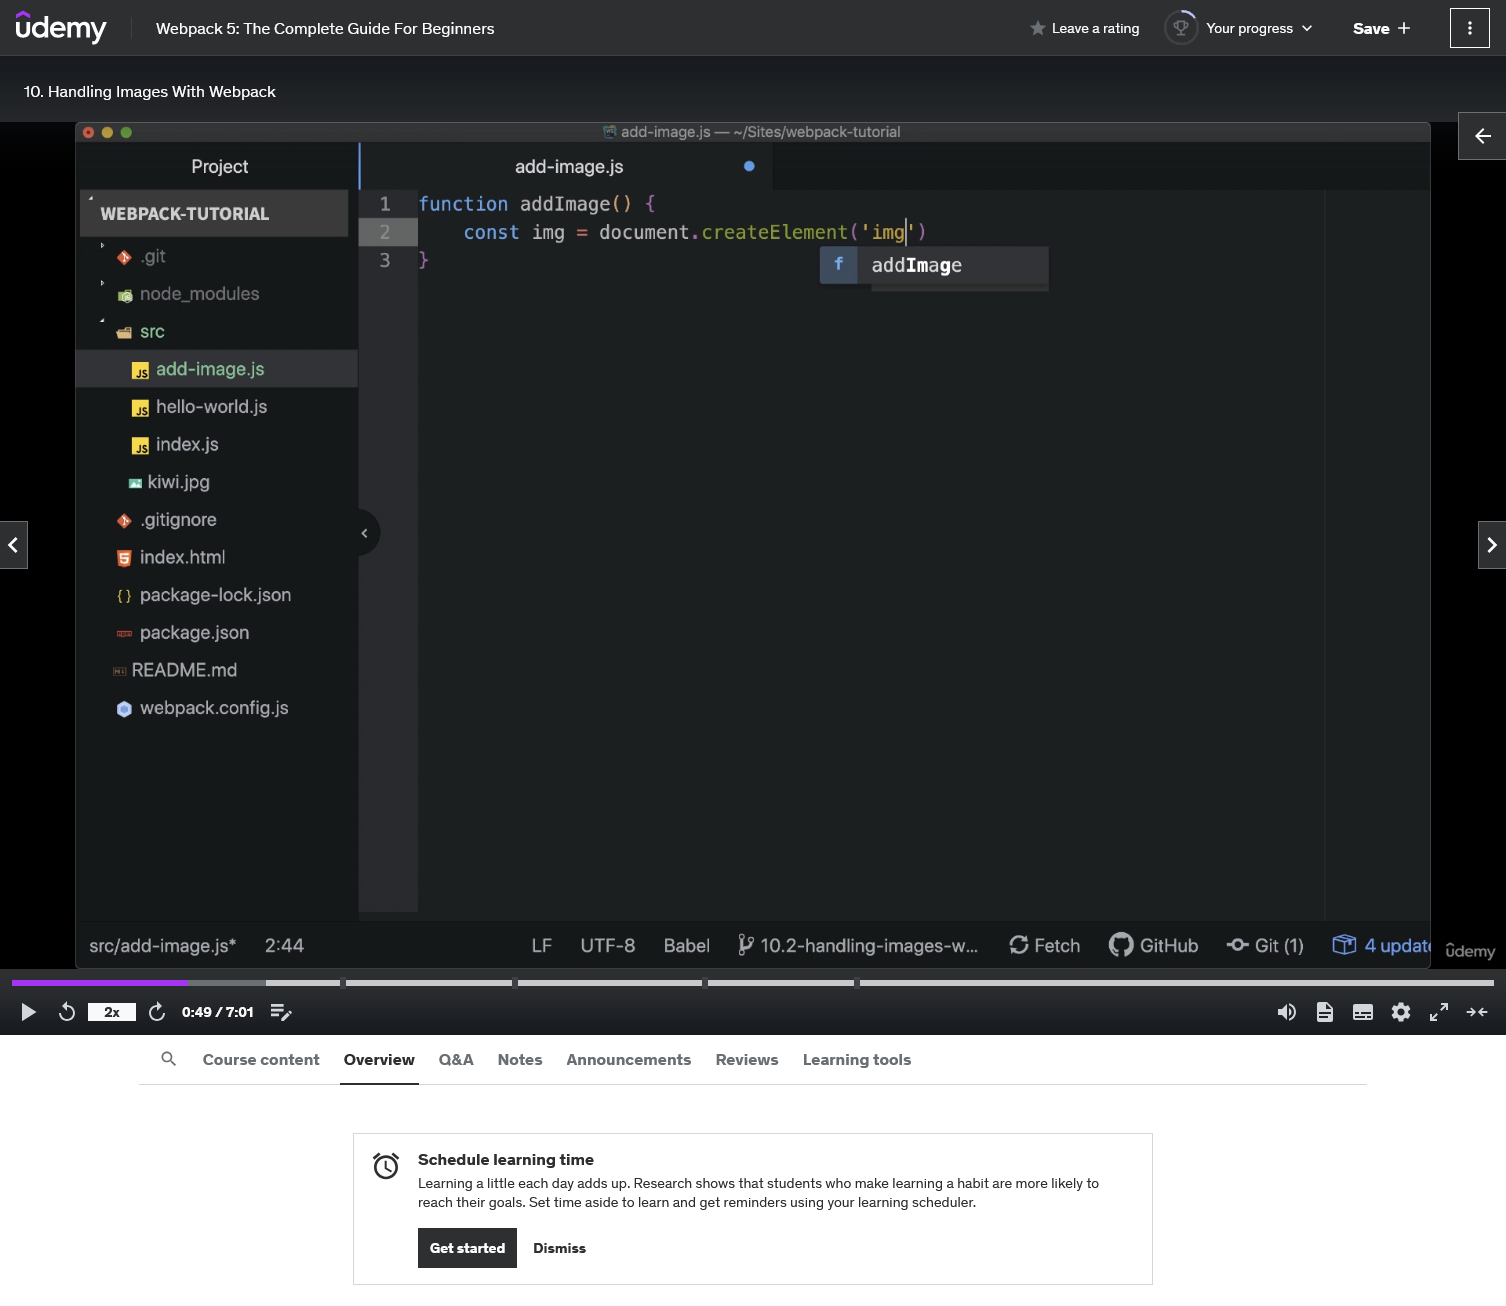 udemy
Webpack 5: The Complete Guide For Beginners
Leave a rating
Your progress
Save +
10. Handling Images With Webpack
add-image.js — ~/Sites/webpack-tutorial
Project
add-image.js
WEBPACK-TUTORIAL
.git
node_modules
src
JS add-image.js
JS hello-world.js
JS index.js
kiwi.jpg
.gitignore
5 index.html
{} package-lock.json
package.json
README.md
webpack.config.js
1 function addImage() {
2 const img = document.createElement('img')
3 }
f addImage
src/add-image.js* 2:44 LF UTF-8 Babel 10.2-handling-images-w... Fetch GitHub Git (1) 4 update
udemy
2x 0:49 / 7:01
Course content Overview Q&A Notes Announcements Reviews Learning tools
Schedule learning time
Learning a little each day adds up. Research shows that students who make learning a habit are more likely to
reach their goals. Set time aside to learn and get reminders using your learning scheduler.
Get started Dismiss